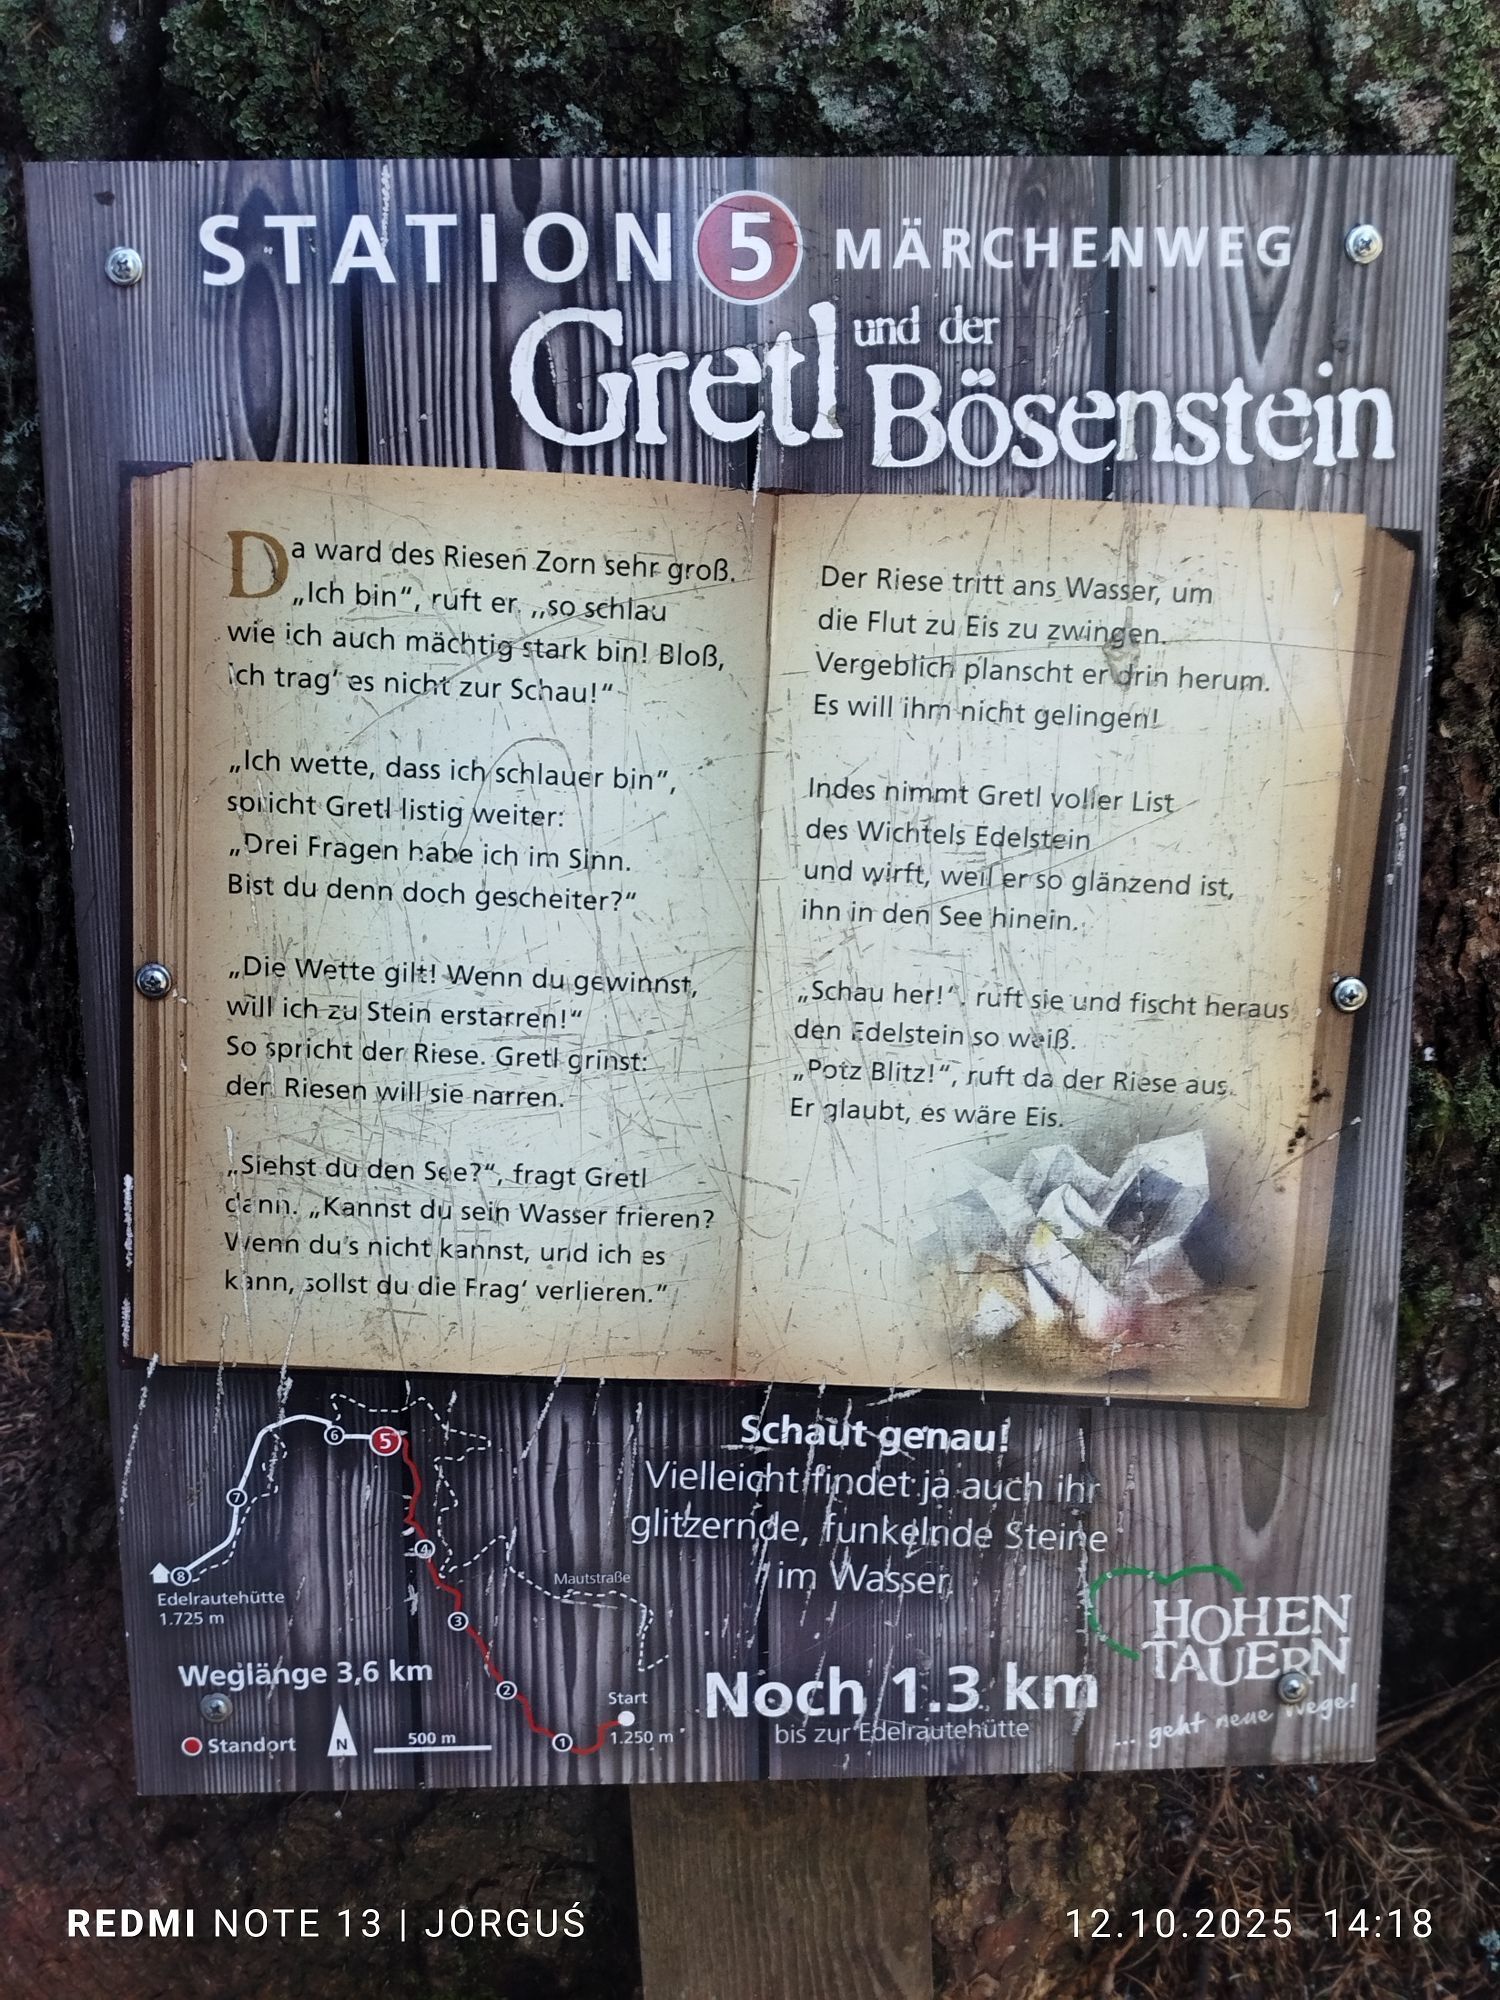 STATION 5 MÄRCHENWEG
Gretl und der
Bösenstein
Da ward des Riesen Zorn sehr groß.
„Ich bin“, ruft er, „so schlau
wie ich auch mächtig stark bin! Bloß,
ich trag‘ es nicht zur Schau!“
„Ich wette, dass ich schlauer bin“,
spricht Gretl listig weiter:
„Drei Fragen habe ich im Sinn.
Bist du denn doch gescheiter?“
„Die Wette gilt! Wenn du gewinnst,
will ich zu Stein erstarren!“
So spricht der Riese. Gretl grinst:
den Riesen will sie narren.
„Siehst du den See?“, fragt Gretl
dann. „Kannst du sein Wasser frieren?
Wenn du’s nicht kannst, und ich es
kann, sollst du die Frag‘ verlieren.“
Der Riese tritt ans Wasser, um
die Flut zu Eis zu zwingen.
Vergeblich planscht er drin herum.
Es will ihm nicht gelingen!
Indes nimmt Gretl voller List
des Wichtels Edelstein
und wirft, weil er so glänzend ist,
ihn in den See hinein.
„Schau her!“, ruft sie und fischt heraus
den Edelstein so weiß.
„Potz Blitz!“, ruft da der Riese aus.
Er glaubt, es wäre Eis.
Schaut genau!
Vielleicht findet ja auch ihr
glitzernde, funkelnde Steine
im Wasser.
6 5
7
4
8
Edelrautehütte
1.725 m
Mautstraße
3
2
1
Start
1.250 m
Weglänge 3,6 km
Standort
N
500 m
Noch 1.3 km
bis zur Edelrautehütte
HOHEN
TAUERN
... geht neue Wege!
REDMI NOTE 13 | JORGUŚ
12.10.2025 14:18